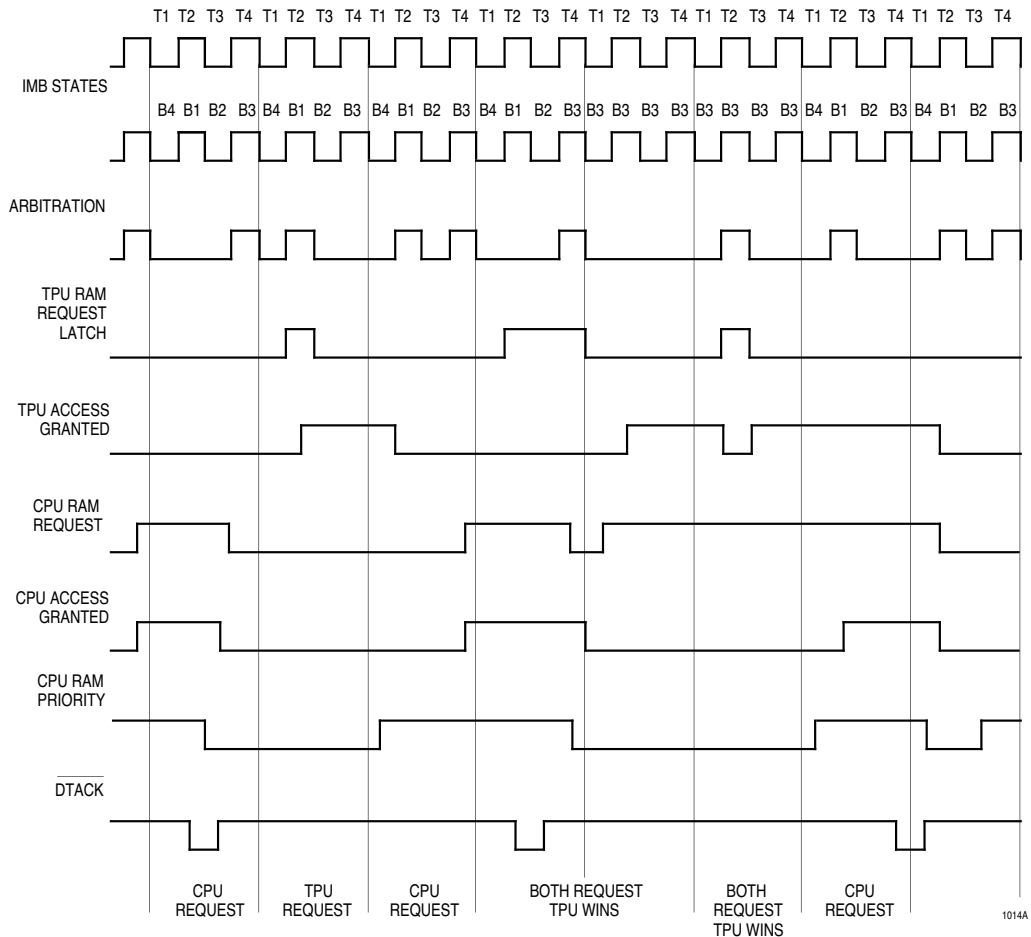 T1 T2 T3 T4 T1 T2 T3 T4 T1 T2 T3 T4 T1 T2 T3 T4 T1 T2 T3 T4 T1 T2 T3 T4 T1 T2 T3 T4 T1 T2 T3 T4
IMB STATES
B4 B1 B2 B3 B4 B1 B2 B3 B4 B1 B2 B3 B4 B1 B2 B3 B3 B3 B3 B3 B3 B3 B3 B3 B4 B1 B2 B3 B4 B1 B2 B3
ARBITRATION
TPU RAM
REQUEST
LATCH
TPU ACCESS
GRANTED
CPU RAM
REQUEST
CPU ACCESS
GRANTED
CPU RAM
PRIORITY
DTACK
CPU
REQUEST
TPU
REQUEST
CPU
REQUEST
BOTH REQUEST
TPU WINS
BOTH
REQUEST
TPU WINS
CPU
REQUEST
1014A